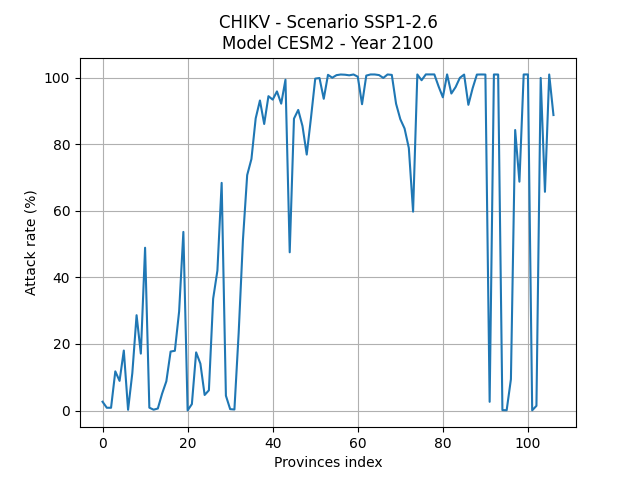 CHIKV - Scenario SSP1-2.6
Model CESM2 - Year 2100
Attack rate (%)
100
80
60
40
20
0
0 20 40 60 80 100
Provinces index